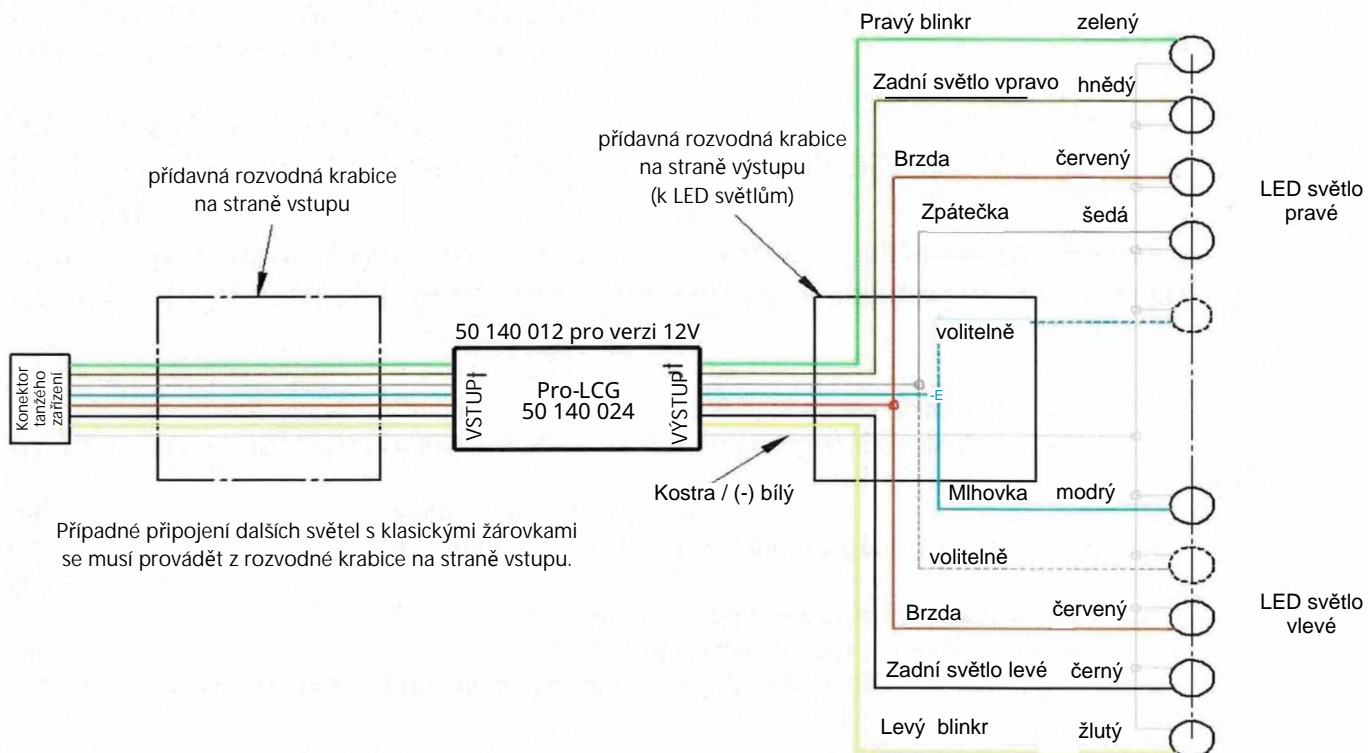 Pravý blinkr zelený
Zadní světlo vpravo hnědý
přídavná rozvodná krabice
na straně výstupu
(k LED světlům)
Brzda červený
přídavná rozvodná krabice
na straně vstupu
LED světlo
pravé
Zpátečka šedá
50 140 012 pro verzi 12V
volitelně
Konektor
tanžého
zařízení
VSTUP
Pro-LCG
50 140 024
VÝSTUP
-E
Kostra / (-) bílý
Mlhovka modrý
Případné připojení dalších světel s klasickými žárovkami
se musí provádět z rozvodné krabice na straně vstupu.
volitelně
Brzda červený
LED světlo
vlevé
Zadní světlo levé černý
Levý blinkr žlutý